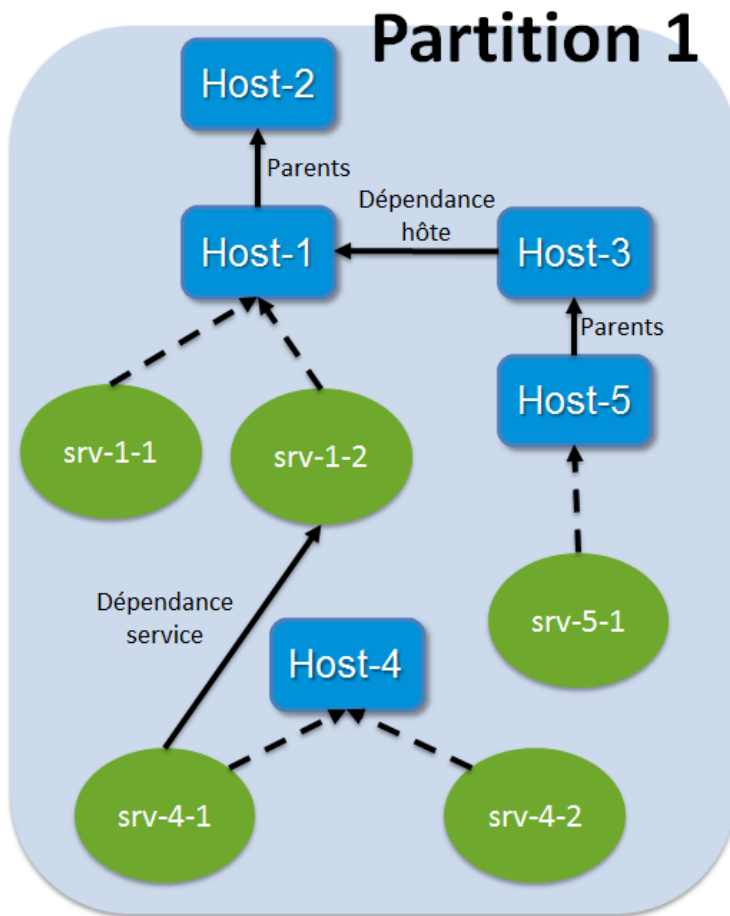 Partition 1
Host-2
Parents
Dépendance
hôte
Host-1
Host-3
Parents
Host-5
srv-1-1
srv-1-2
Dépendance
service
srv-5-1
Host-4
srv-4-1
srv-4-2